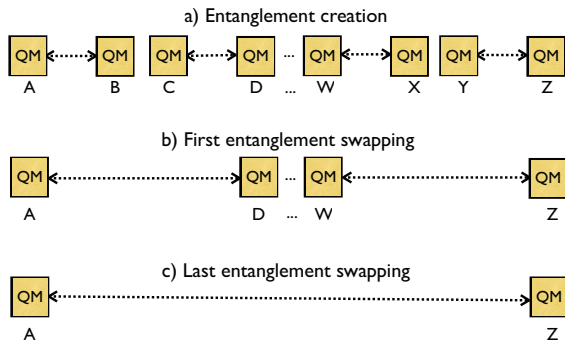 a) Entanglement creation
QM QM QM QM ... QM QM QM QM
A B C D ... W X Y Z
b) First entanglement swapping
QM QM ... QM QM
A D ... W Z
c) Last entanglement swapping
QM QM
A Z